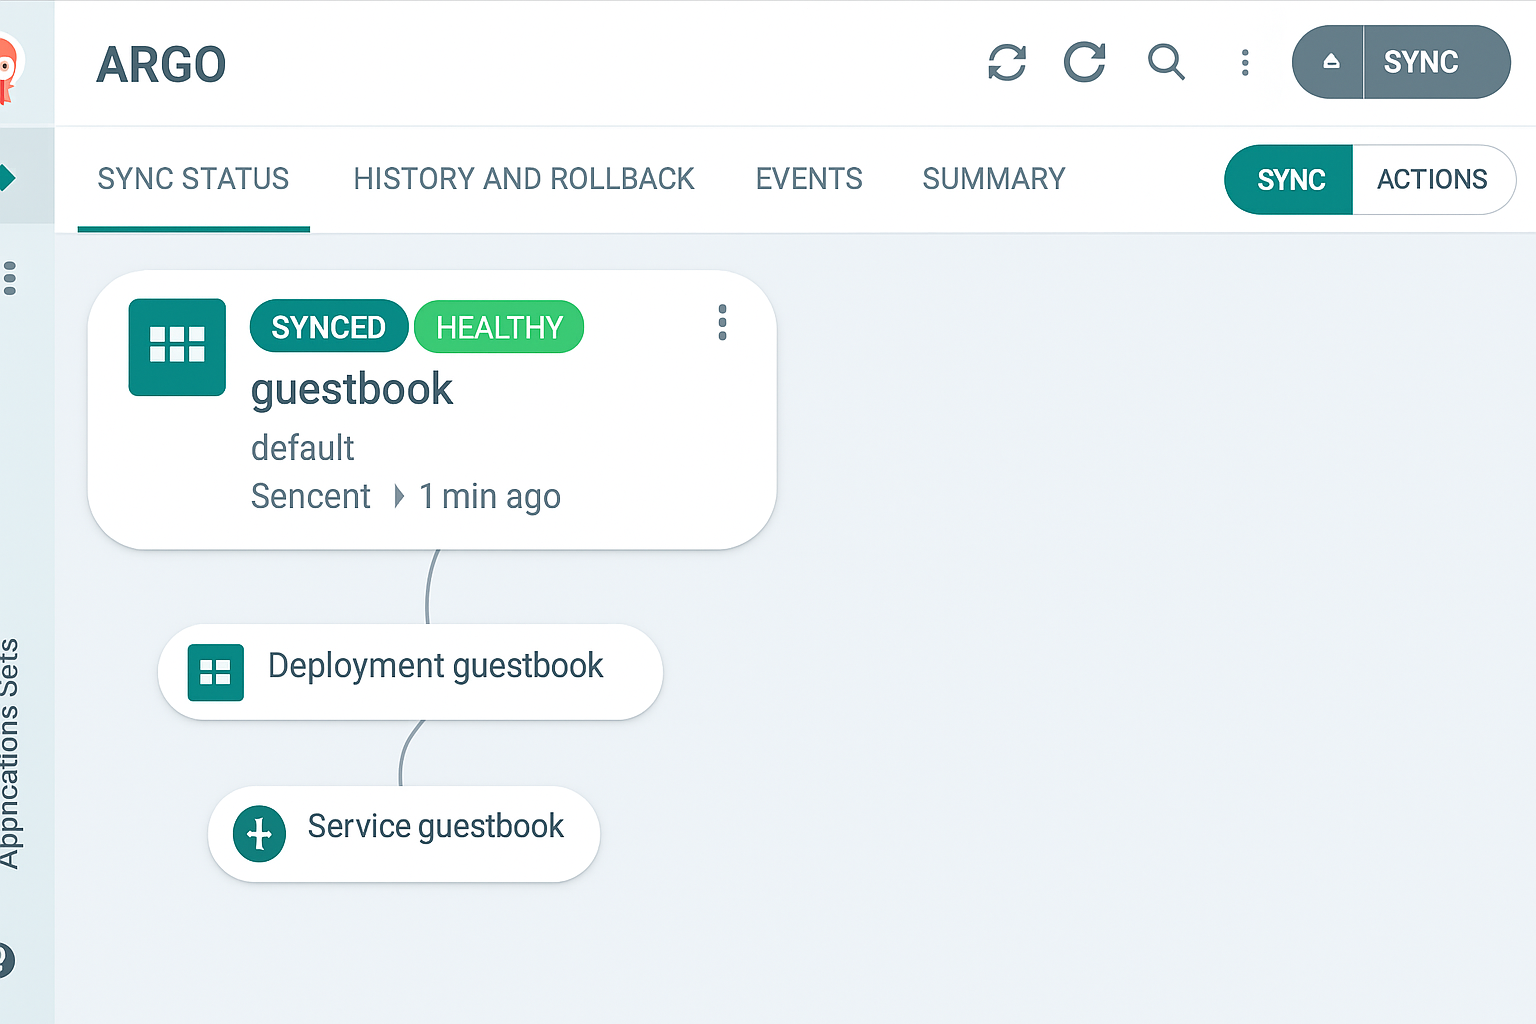 ARGO
SYNC
SYNC STATUS
HISTORY AND ROLLBACK
EVENTS
SUMMARY
SYNC
ACTIONS
SYNCED
HEALTHY
guestbook
default
Sencent
1 min ago
Deployment guestbook
Service guestbook
Appncations Sets
?